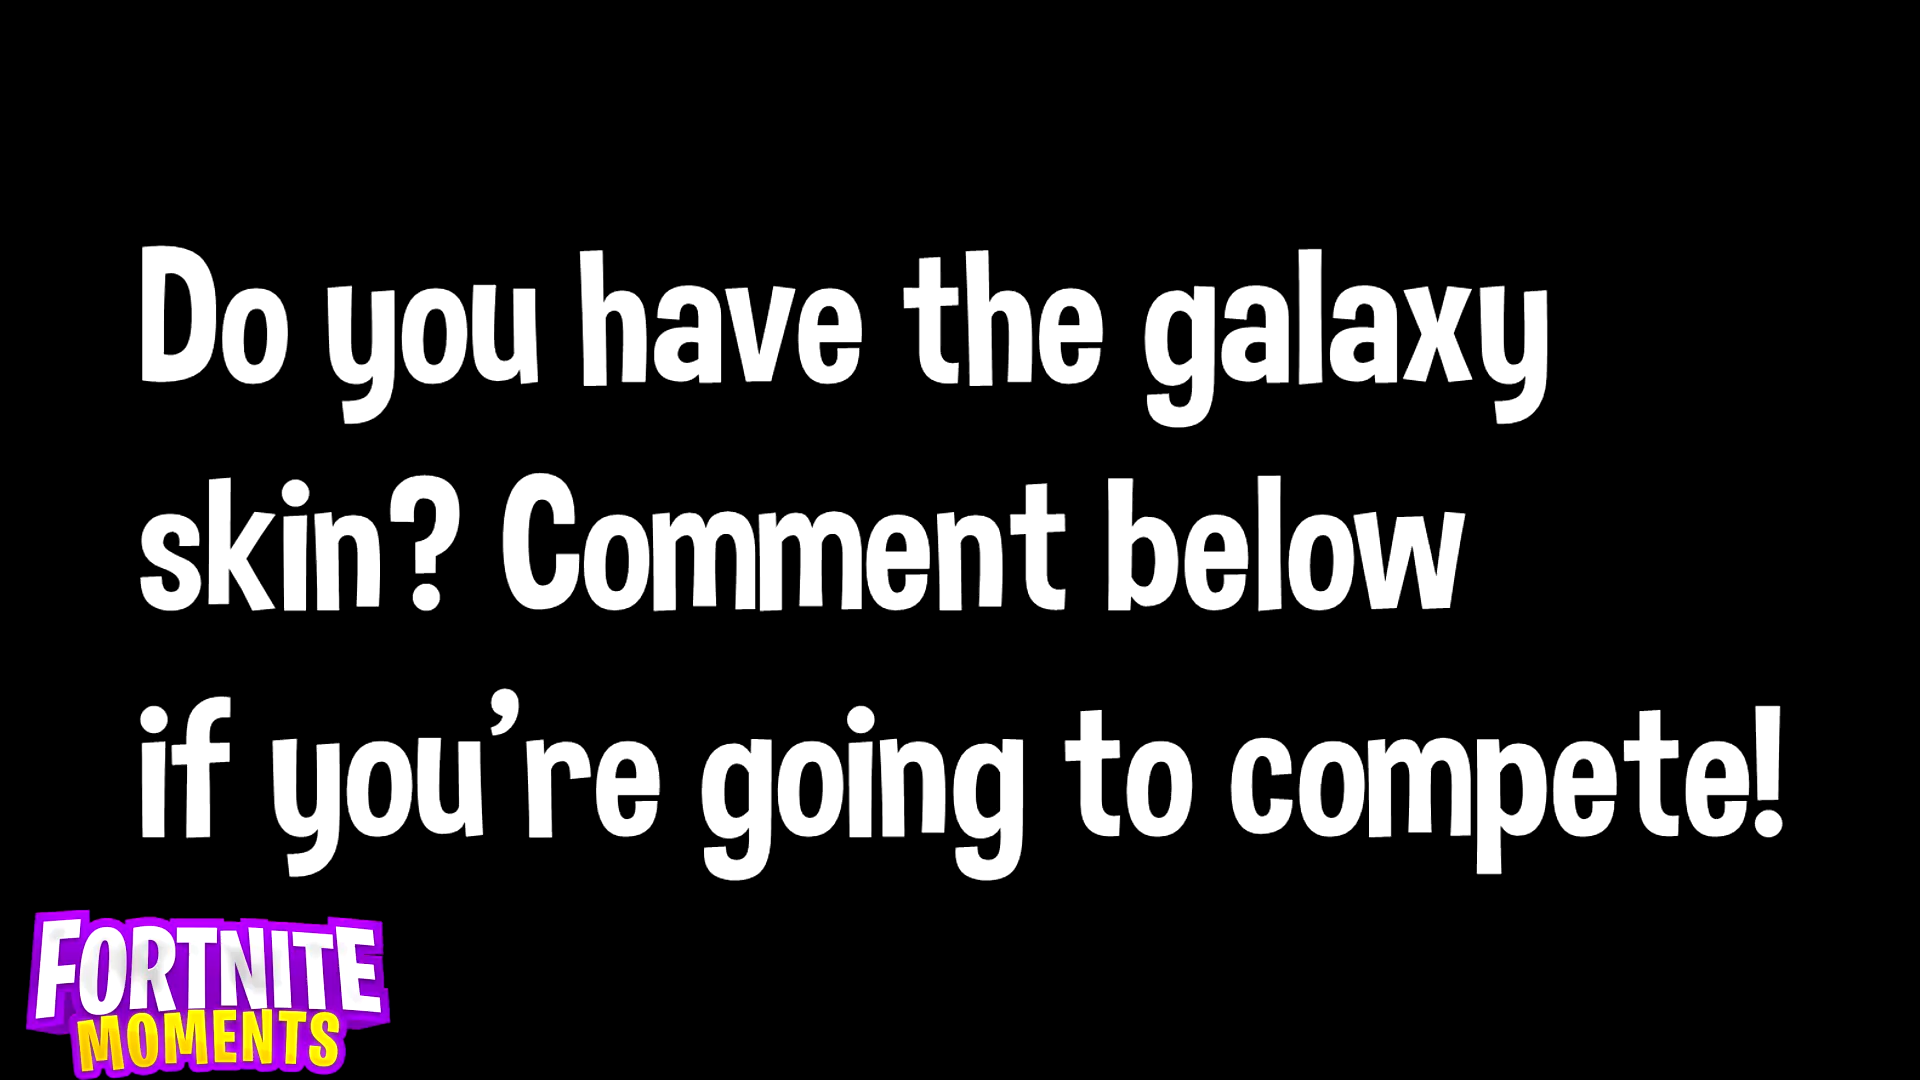 Do you have the galaxy
skin? Comment below
if you’re going to compete!
FORTNITE
MOMENTS